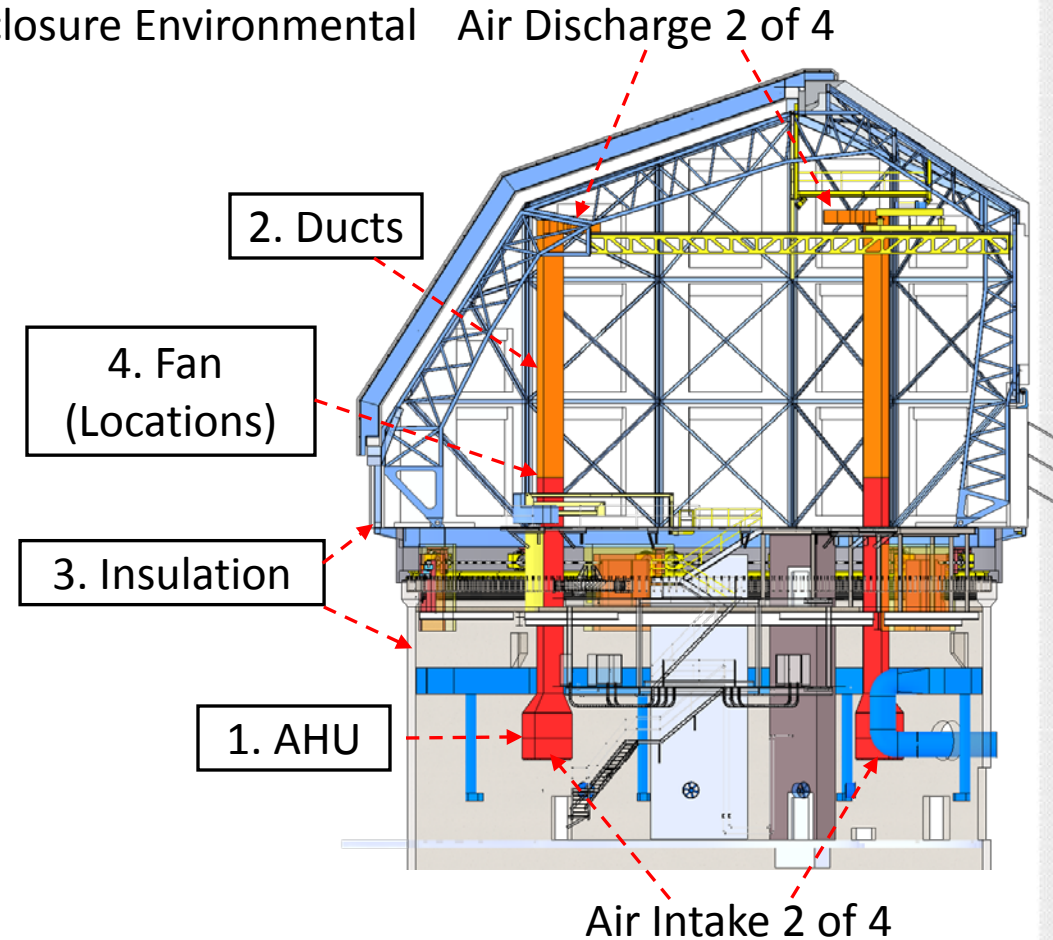 Environmental Air Discharge 2 of 4
2. Ducts
4. Fan
(Locations)
3. Insulation
1. AHU
Air Intake 2 of 4